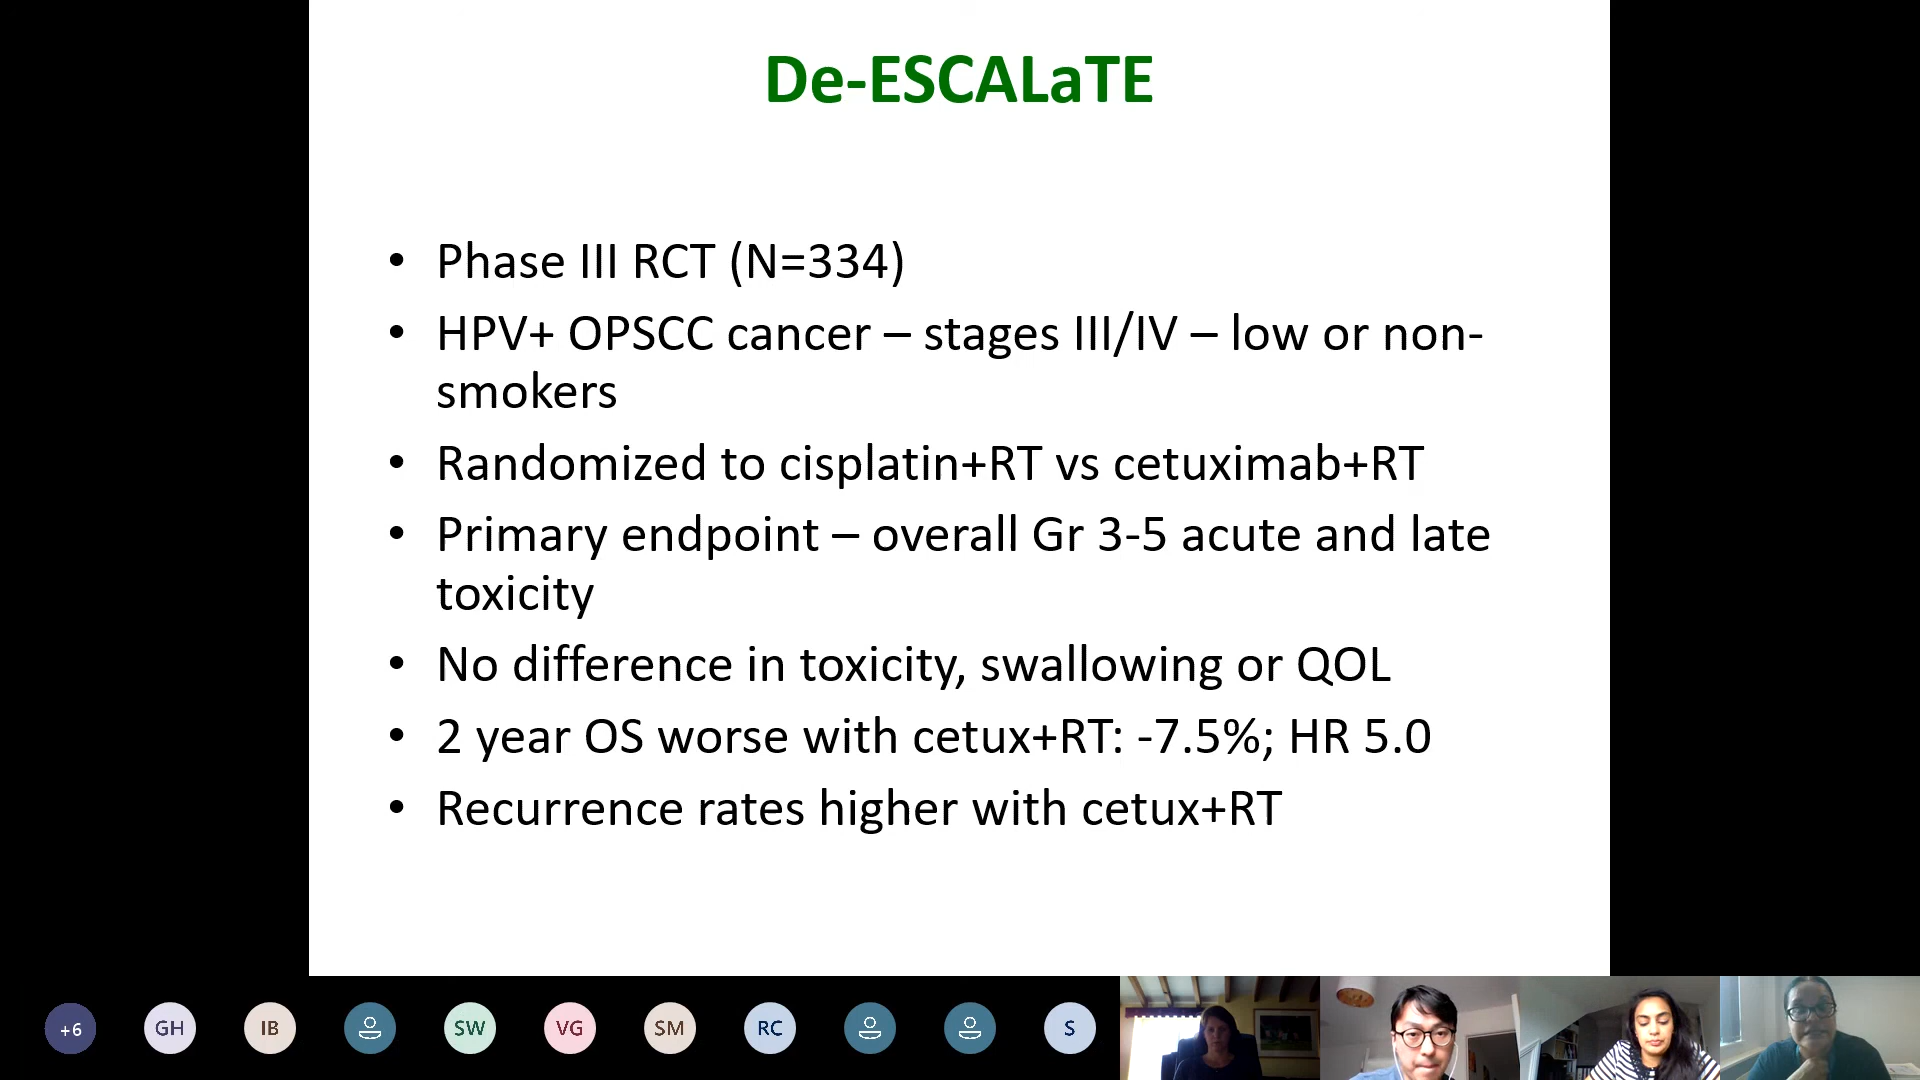 De-ESCALaTE
• Phase III RCT (N=334)
• HPV+ OPSCC cancer – stages III/IV – low or non-
smokers
• Randomized to cisplatin+RT vs cetuximab+RT
• Primary endpoint – overall Gr 3-5 acute and late
toxicity
• No difference in toxicity, swallowing or QOL
• 2 year OS worse with cetux+RT: -7.5%; HR 5.0
• Recurrence rates higher with cetux+RT
+6 GH IB SW VG SM RC S